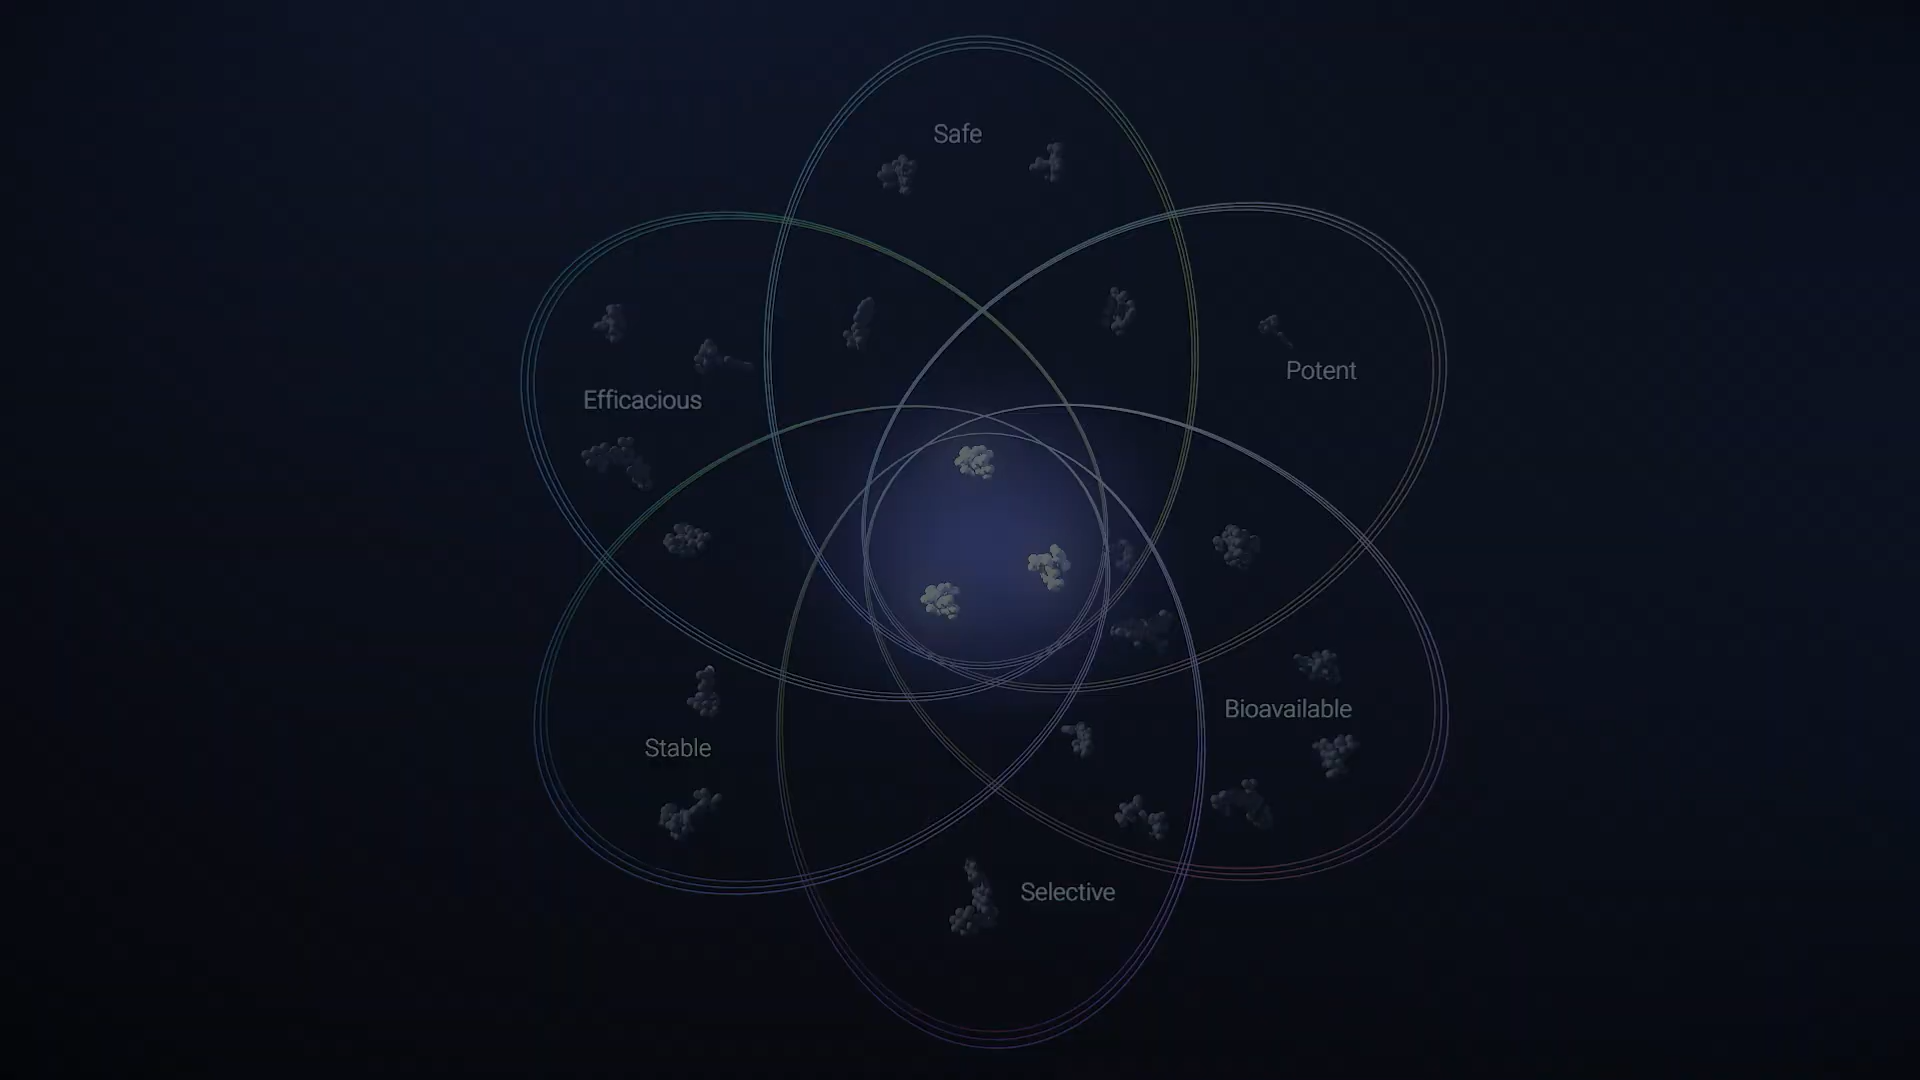 Safe
Potent
Efficacious
Bioavailable
Stable
Selective